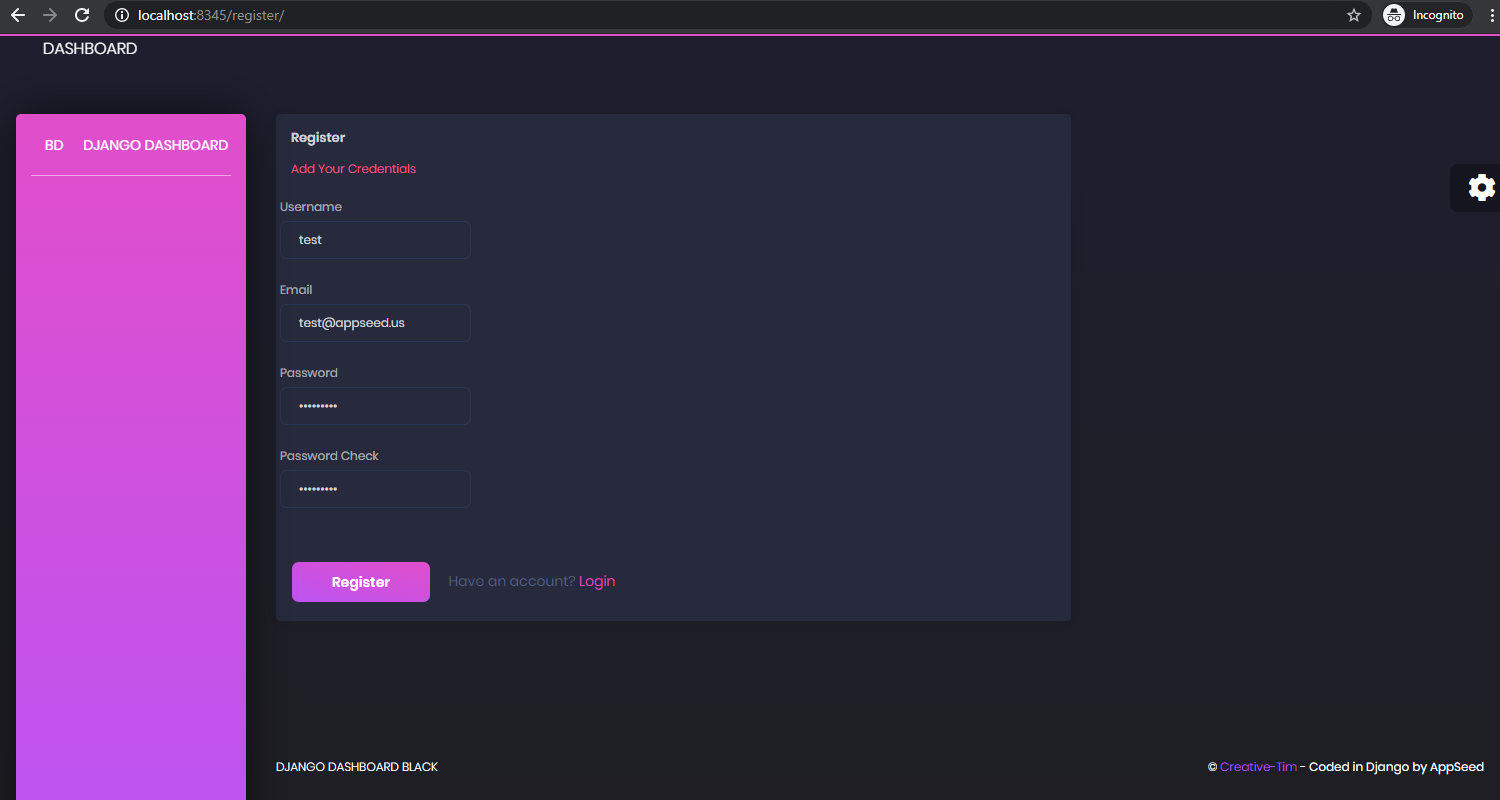 localhost:8345/register/
Incognito
DASHBOARD
BD DJANGO DASHBOARD
Register
Add Your Credentials
Username
test
Email
test@appseed.us
Password
•••••••••
Password Check
•••••••••
Register Have an account? Login
DJANGO DASHBOARD BLACK
© Creative-Tim - Coded in Django by AppSeed